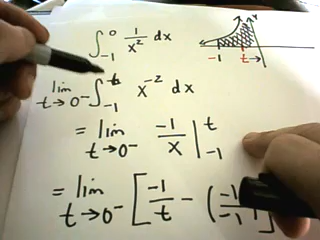 ∫_{-1}^{0} 1/x² dx
-1 t→
lim_{t→0⁻} ∫_{-1}^{t} x⁻² dx
= lim_{t→0⁻} -1/x |_{-1}^{t}
= lim_{t→0⁻} [ -1/t - ( -1/-1